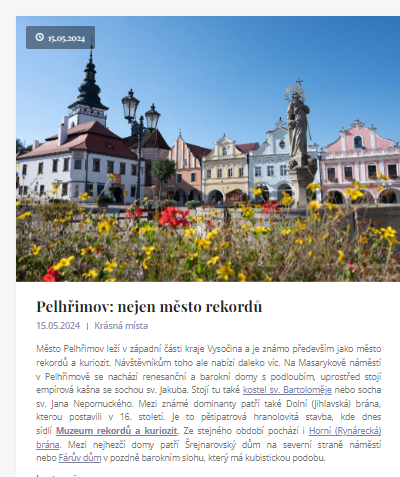 15.05.2024
Pelhřimov: nejen město rekordů
15.05.2024 | Krásná místa
Město Pelhřimov leží v západní části kraje Vysočina a je známo především jako město
rekordů a kuriozit. Návštěvníkům toho ale nabízí daleko víc. Na Masarykově náměstí
v Pelhřimově se nachází renesanční a barokní domy s podloubím, uprostřed stojí
empírová kašna se sochou sv. Jakuba. Stojí tu také kostel sv. Bartoloměje nebo socha
sv. Jana Nepomuckého. Mezi známé dominanty patří také Dolní (Jihlavská) brána,
kterou postavili v 16. století. Je to pětipatrová hranolovitá stavba, kde dnes
sídlí Muzeum rekordů a kuriozit. Ze stejného období pochází i Horní (Rynárecká)
brána. Mezi nejhezčí domy patří Šrejnarovský dům na severní straně náměstí
nebo Fárův dům v pozdně barokním slohu, který má kubistickou podobu.